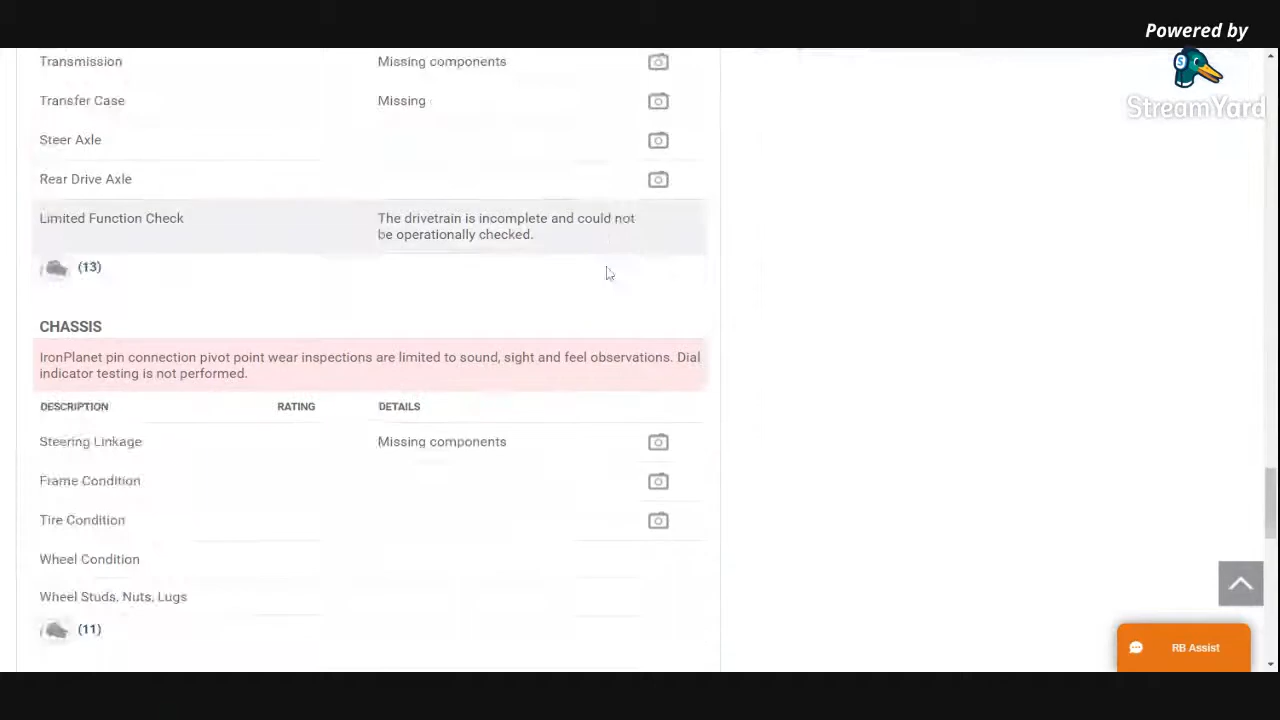 Powered by
StreamYard
Transmission Missing components
Transfer Case Missing
Steer Axle
Rear Drive Axle
Limited Function Check The drivetrain is incomplete and could not
be operationally checked.
(13)
CHASSIS
IronPlanet pin connection pivot point wear inspections are limited to sound, sight and feel observations. Dial
indicator testing is not performed.
DESCRIPTION RATING DETAILS
Steering Linkage Missing components
Frame Condition
Tire Condition
Wheel Condition
Wheel Studs, Nuts, Lugs
(11)
RB Assist